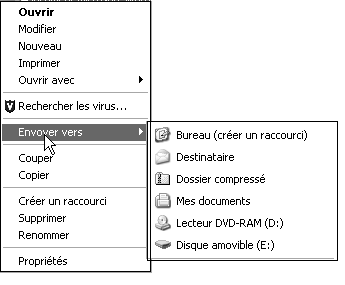 Ouvrir
Modifier
Nouveau
Imprimer
Ouvrir avec
Rechercher les virus...
Envoyer vers
Couper
Copier
Créer un raccourci
Supprimer
Renommer
Propriétés
Bureau (créer un raccourci)
Destinataire
Dossier compressé
Mes documents
Lecteur DVD-RAM (D:)
Disque amovible (E:)